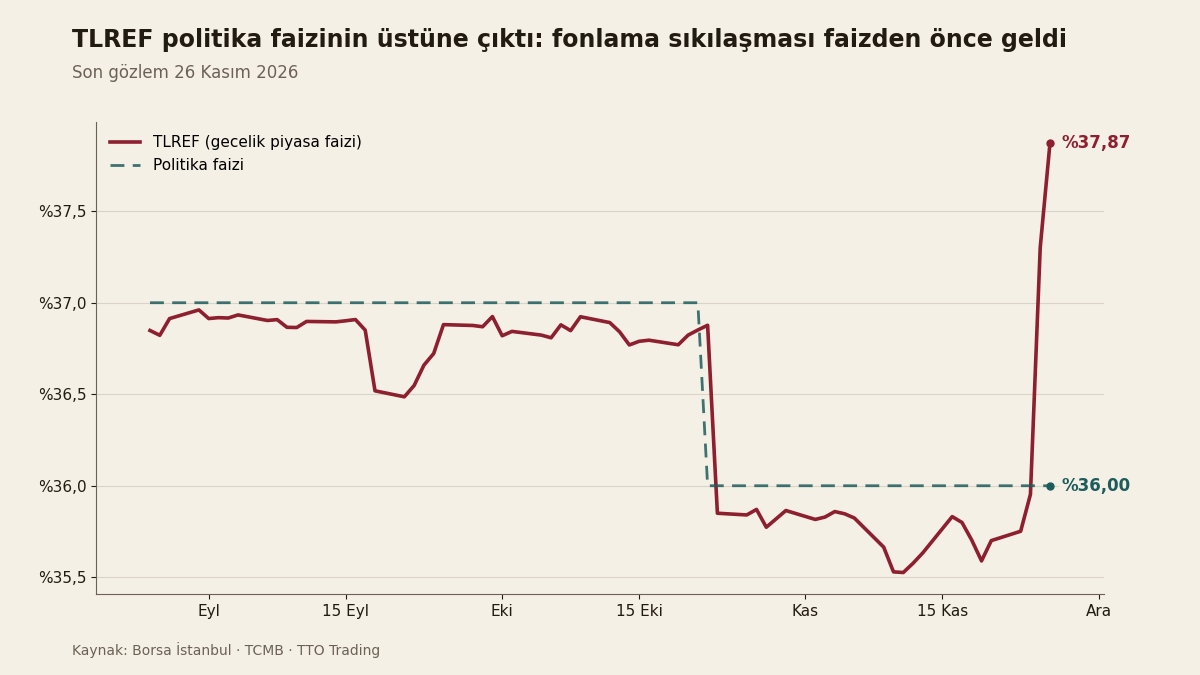 TLREF politika faizinin üstüne çıktı: fonlama sıkılaşması faizden önce geldi
Son gözlem 26 Kasım 2026
TLREF (gecelik piyasa faizi)
Politika faizi
%37,87
%37,5
%37,0
%36,5
%36,0
%36,00
%35,5
Eyl
15 Eyl
Eki
15 Eki
Kas
15 Kas
Ara
Kaynak: Borsa İstanbul · TCMB · TTO Trading